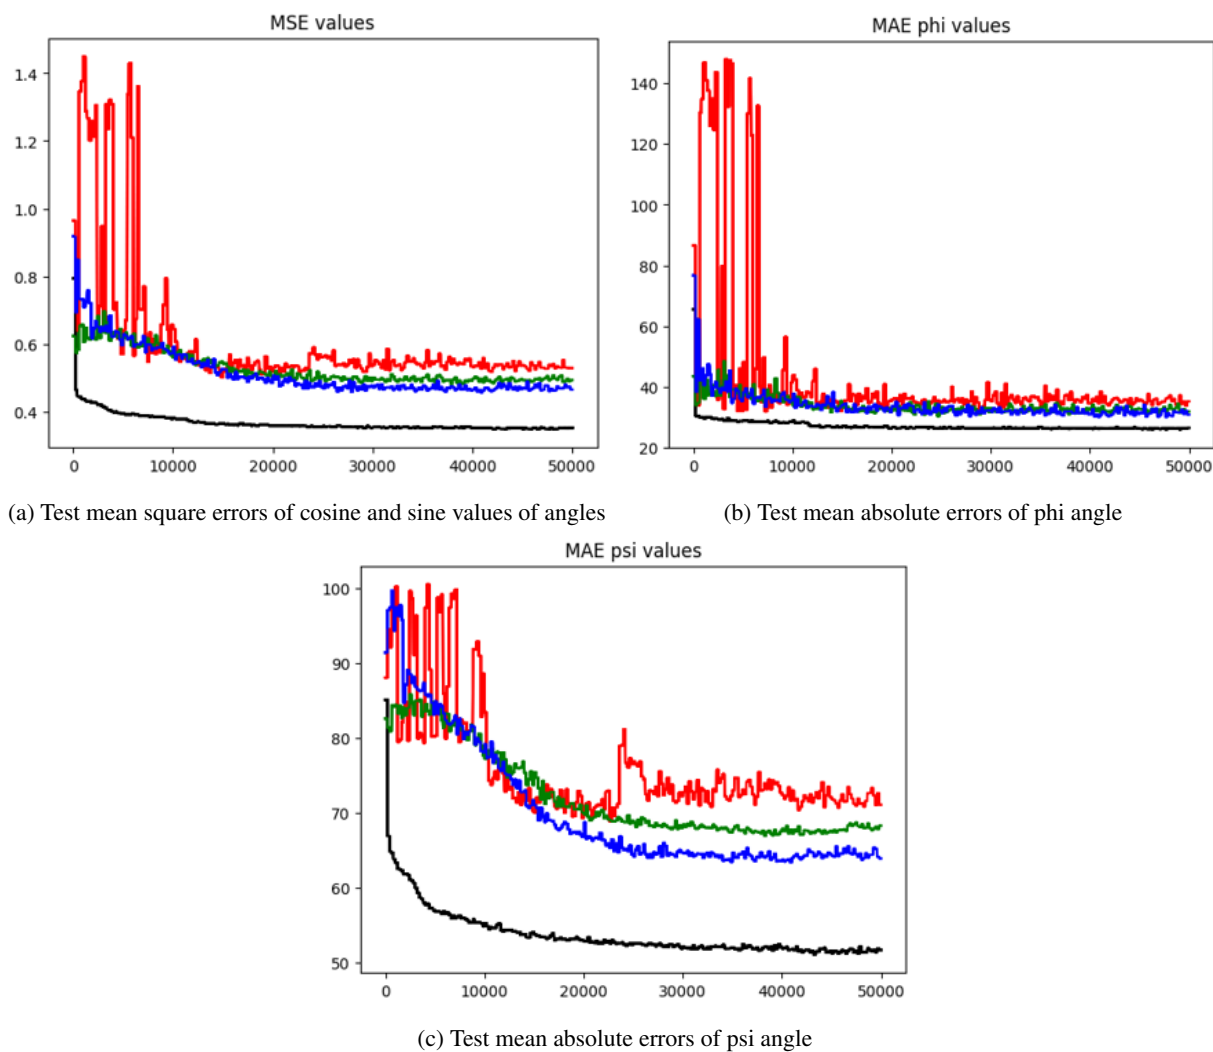 MSE values
1.4
1.2
1.0
0.8
0.6
0.4
0 10000 20000 30000 40000 50000
(a) Test mean square errors of cosine and sine values of angles
MAE phi values
140
120
100
80
60
40
20
0 10000 20000 30000 40000 50000
(b) Test mean absolute errors of phi angle
MAE psi values
100
90
80
70
60
50
0 10000 20000 30000 40000 50000
(c) Test mean absolute errors of psi angle